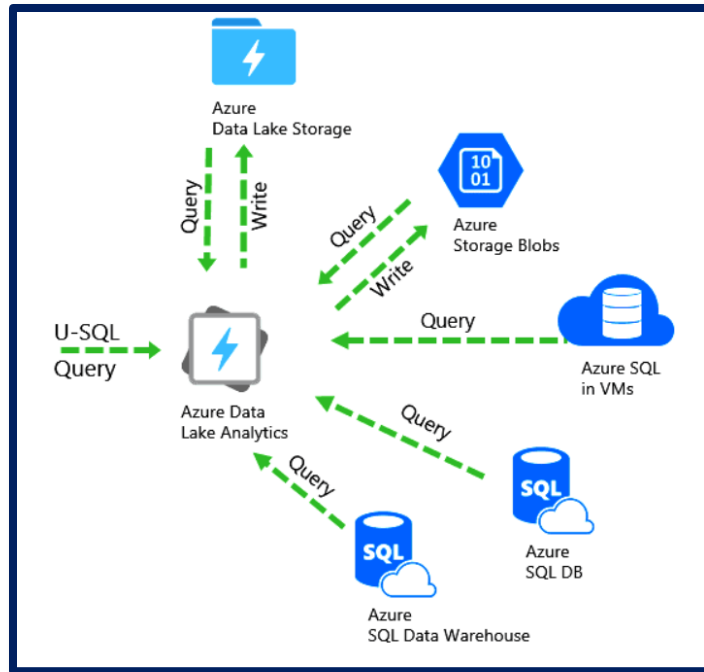 Azure
Data Lake Storage
Query
Write
10
01
Azure
Storage Blobs
Query
Write
Query
Azure SQL
in VMs
U-SQL
Query
Azure Data
Lake Analytics
Query
SQL
Azure
SQL DB
Query
SQL
Azure
SQL Data Warehouse